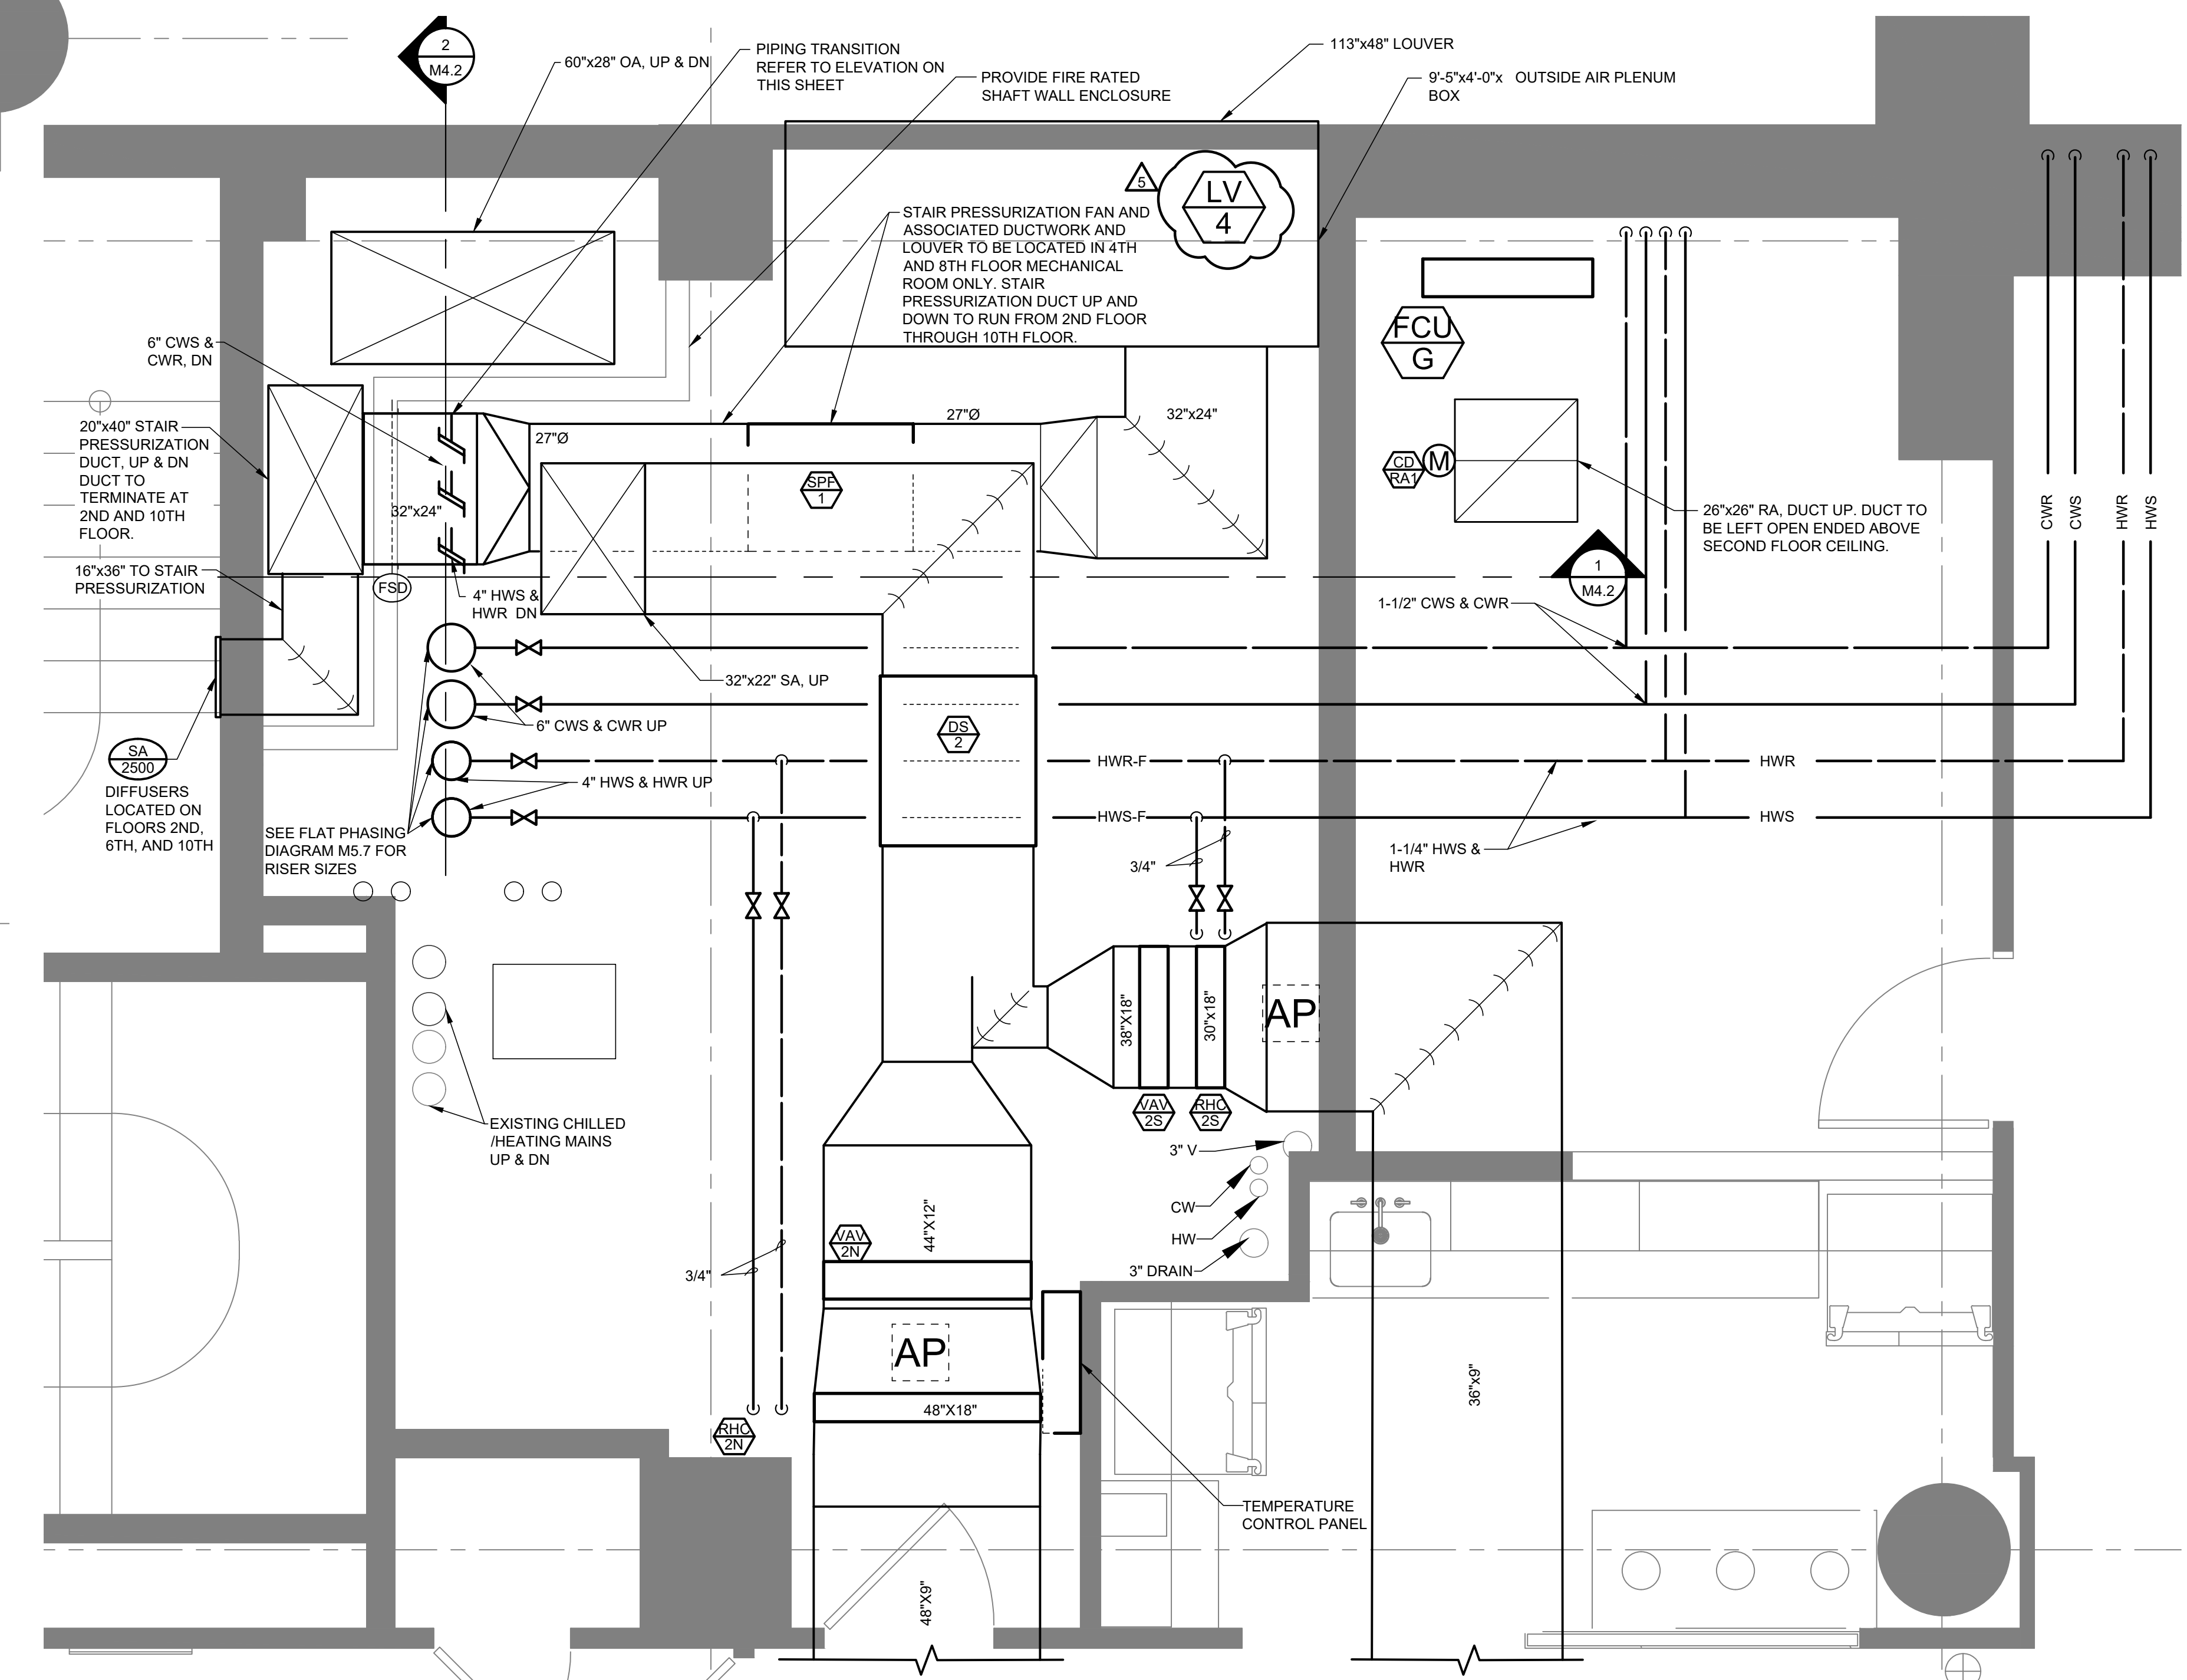 2
M4.2
60"x28" OA, UP & DN
PIPING TRANSITION
REFER TO ELEVATION ON
THIS SHEET
PROVIDE FIRE RATED
SHAFT WALL ENCLOSURE
113"x48" LOUVER
9'-5"x4'-0"x   OUTSIDE AIR PLENUM
BOX
5
LV
4
STAIR PRESSURIZATION FAN AND
ASSOCIATED DUCTWORK AND
LOUVER TO BE LOCATED IN 4TH
AND 8TH FLOOR MECHANICAL
ROOM ONLY. STAIR
PRESSURIZATION DUCT UP AND
DOWN TO RUN FROM 2ND FLOOR
THROUGH 10TH FLOOR.
6" CWS &
CWR, DN
FCU
G
20"x40" STAIR
PRESSURIZATION
DUCT, UP & DN
DUCT TO
TERMINATE AT
2ND AND 10TH
FLOOR.
27"Ø
27"Ø
32"x24"
32"x24"
SPF
1
CD
RA1
M
26"x26" RA, DUCT UP. DUCT TO
BE LEFT OPEN ENDED ABOVE
SECOND FLOOR CEILING.
CWR
CWS
HWR
HWS
16"x36" TO STAIR
PRESSURIZATION
FSD
4" HWS &
HWR  DN
1
M4.2
1-1/2" CWS & CWR
32"x22" SA, UP
6" CWS & CWR UP
DS
2
SA
2500
DIFFUSERS
LOCATED ON
FLOORS 2ND,
6TH, AND 10TH
4" HWS & HWR UP
HWR-F
HWR
HWS-F
HWS
SEE FLAT PHASING
DIAGRAM M5.7 FOR
RISER SIZES
3/4"
1-1/4" HWS &
HWR
38"X18"
30"x18"
AP
VAV
2S
RHC
2S
EXISTING CHILLED
/HEATING MAINS
UP & DN
3" V
CW
HW
3" DRAIN
44"X12"
VAV
2N
3/4"
AP
48"X18"
RHC
2N
36"x9"
TEMPERATURE
CONTROL PANEL
48"X9"